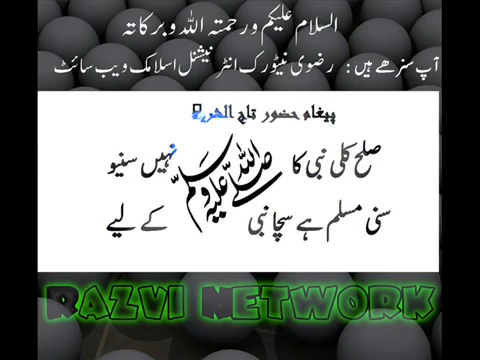 السلام علیکم ورحمتہ اللہ وبرکاتہ
آپ سن رہے ہیں : رضوی نیٹورک انٹرنیشنل اسلامک ویب سائٹ
پیغام حضور تاج الشریعہ
صلح کلی نبی کا صلی اللہ علیہ وسلم نہیں سنیو
سنی مسلم ہے سچا نبی کے لیے
RAZVI NETWORK